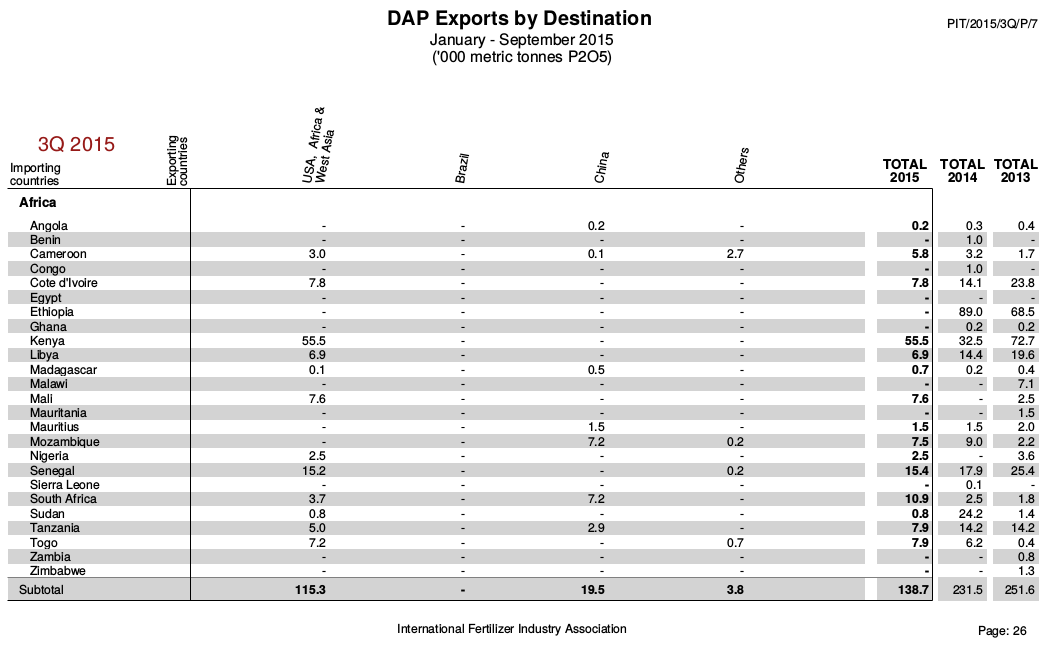 DAP Exports by Destination
PIT/2015/3Q/P/7
January - September 2015
('000 metric tonnes P2O5)
3Q 2015
Importing countries Exporting countries USA, Africa & West Asia Brazil China Others TOTAL 2015 TOTAL 2014 TOTAL 2013
Africa
Angola - - 0.2 - 0.2 0.3 0.4
Benin - - - - - 1.0 -
Cameroon 3.0 - 0.1 2.7 5.8 3.2 1.7
Congo - - - - - 1.0 -
Cote d'Ivoire 7.8 - - - 7.8 14.1 23.8
Egypt - - - - - - -
Ethiopia - - - - - 89.0 68.5
Ghana - - - - - 0.2 0.2
Kenya 55.5 - - - 55.5 32.5 72.7
Libya 6.9 - - - 6.9 14.4 19.6
Madagascar 0.1 - 0.5 - 0.7 0.2 0.4
Malawi - - - - - - 7.1
Mali 7.6 - - - 7.6 - 2.5
Mauritania - - - - - - 1.5
Mauritius - - 1.5 - 1.5 1.5 2.0
Mozambique - - 7.2 0.2 7.5 9.0 2.2
Nigeria 2.5 - - - 2.5 - 3.6
Senegal 15.2 - - 0.2 15.4 17.9 25.4
Sierra Leone - - - - - 0.1 -
South Africa 3.7 - 7.2 - 10.9 2.5 1.8
Sudan 0.8 - - - 0.8 24.2 1.4
Tanzania 5.0 - 2.9 - 7.9 14.2 14.2
Togo 7.2 - - 0.7 7.9 6.2 0.4
Zambia - - - - - - 0.8
Zimbabwe - - - - - - 1.3
Subtotal 115.3 - 19.5 3.8 138.7 231.5 251.6
International Fertilizer Industry Association
Page: 26